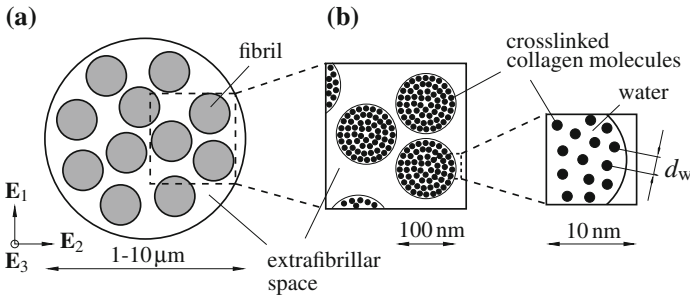 (a)
fibril
(b)
crosslinked
collagen molecules
water
d_w
E_1
E_2
E_3
1-10 μm
extrafibrillar
space
100 nm
10 nm